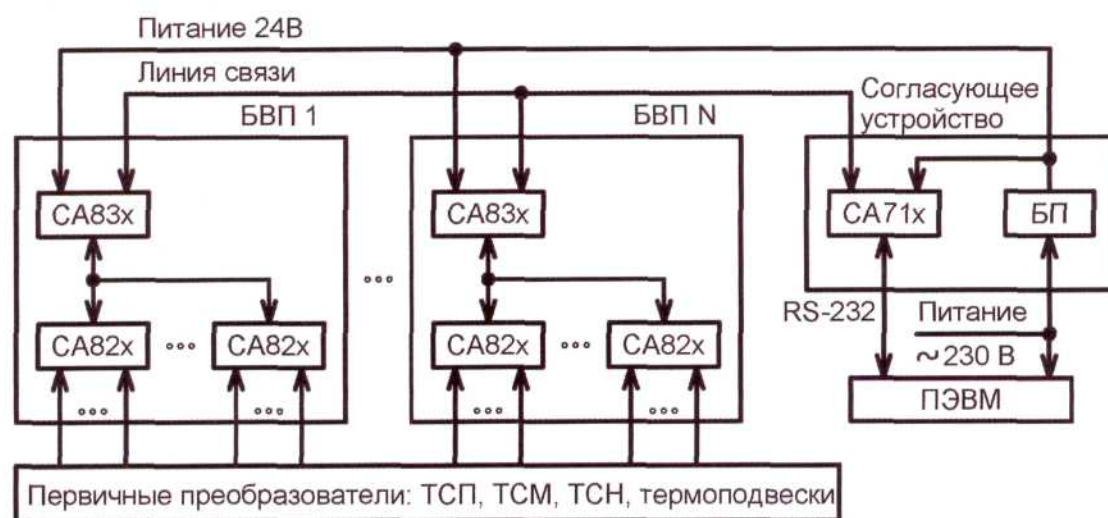 Питание 24В
Линия связи
БВП 1
БВП N
Согласующее
устройство
СА83х
СА83х
СА71х
БП
°°°
СА82х
°°°
СА82х
СА82х
°°°
СА82х
RS-232
Питание
~230 В
°°°
°°°
°°°
°°°
ПЭВМ
Первичные преобразователи: ТСП, ТСМ, ТСН, термоподвески